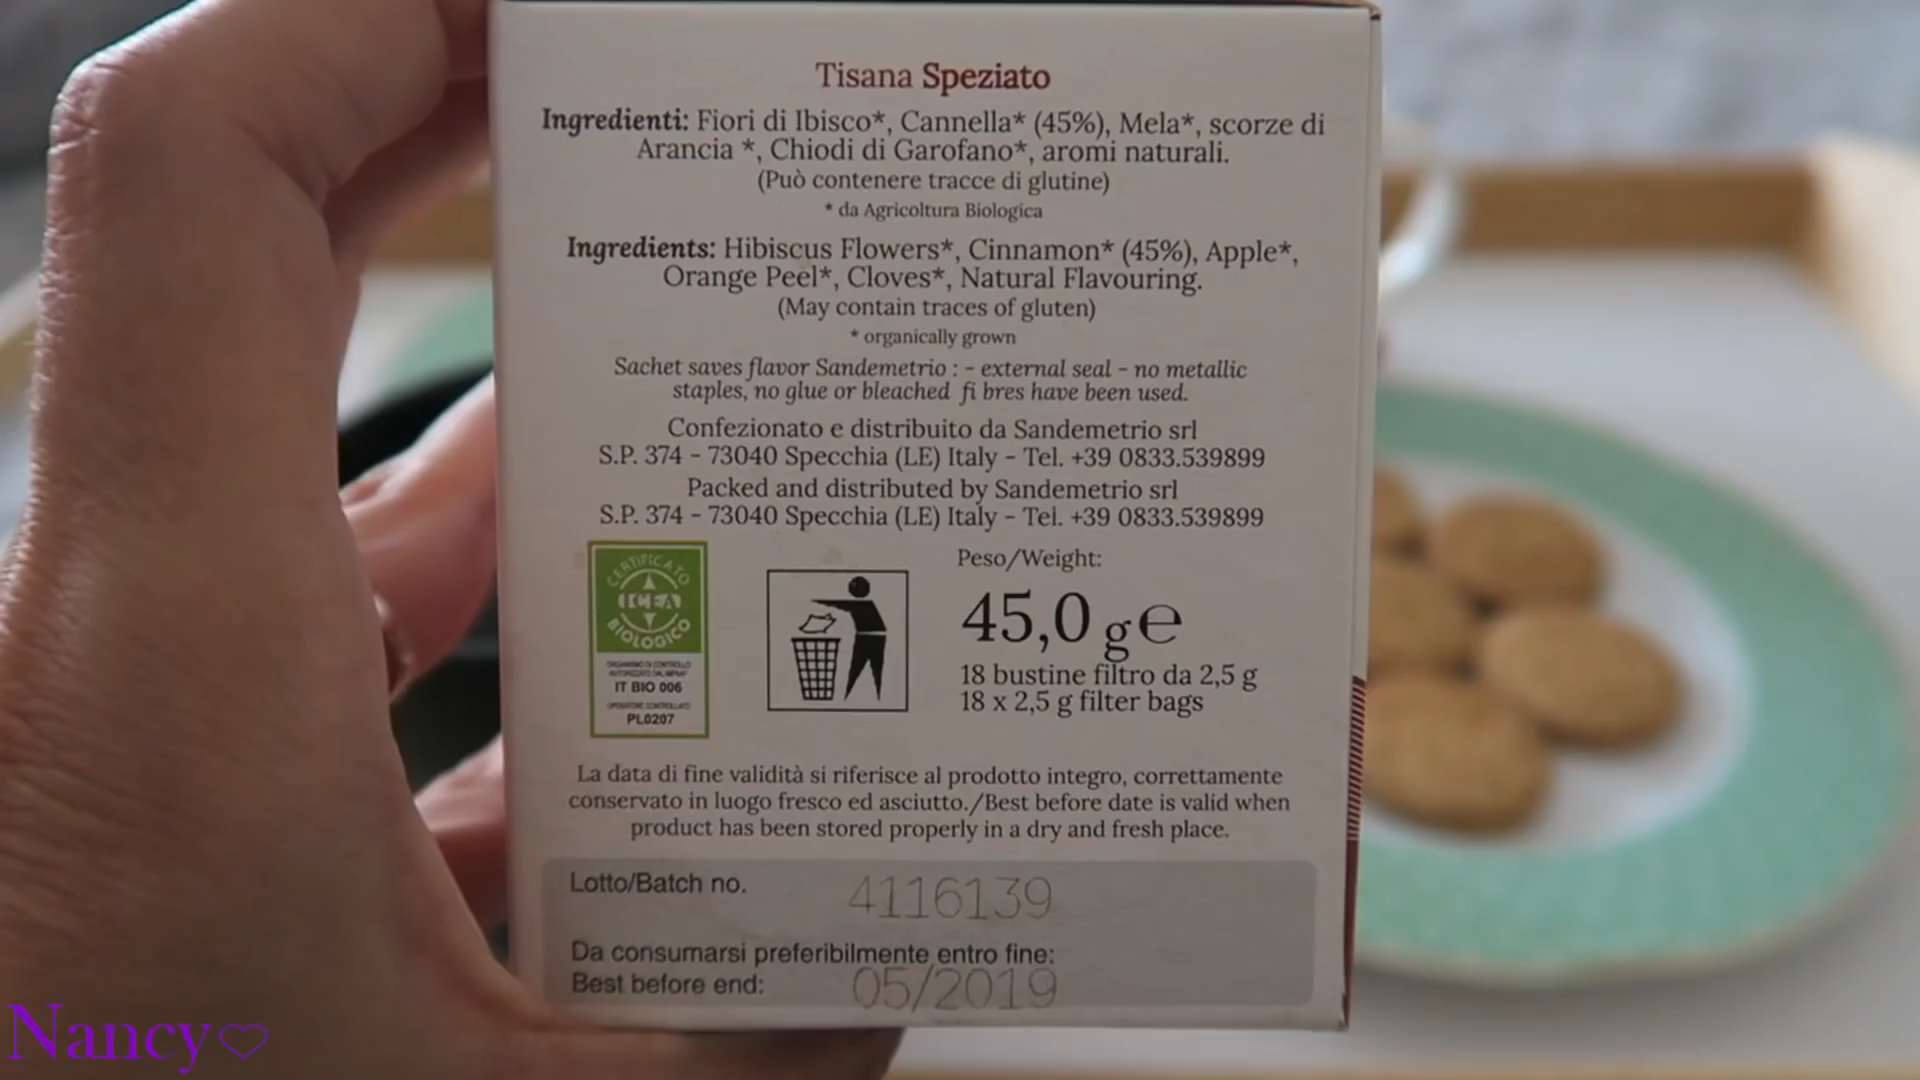 Tisana Speziato
Ingredienti: Fiori di Ibisco*, Cannella* (45%), Mela*, scorze di
Arancia *, Chiodi di Garofano*, aromi naturali.
(Può contenere tracce di glutine)
* da Agricoltura Biologica
Ingredients: Hibiscus Flowers*, Cinnamon* (45%), Apple*,
Orange Peel*, Cloves*, Natural Flavouring.
(May contain traces of gluten)
* organically grown
Sachet saves flavor Sandemetrio : - external seal - no metallic
staples, no glue or bleached fi bres have been used.
Confezionato e distribuito da Sandemetrio srl
S.P. 374 - 73040 Specchia (LE) Italy - Tel. +39 0833.539899
Packed and distributed by Sandemetrio srl
S.P. 374 - 73040 Specchia (LE) Italy - Tel. +39 0833.539899
CERTIFICATO
ICEA
BIOLOGICO
ORGANISMO DI CONTROLLO
IT BIO 006
OPERATORE CONTROLLATO
PL0207
Peso/Weight:
45,0 g e
18 bustine filtro da 2,5 g
18 x 2,5 g filter bags
La data di fine validità si riferisce al prodotto integro, correttamente
conservato in luogo fresco ed asciutto./Best before date is valid when
product has been stored properly in a dry and fresh place.
Lotto/Batch no. 4116139
Da consumarsi preferibilmente entro fine:
Best before end: 05/2019
Nancy